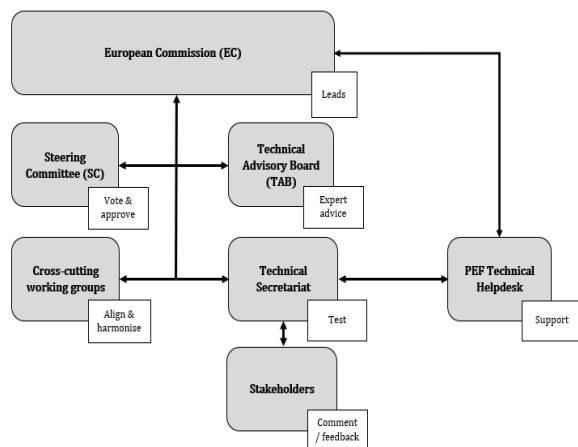 European Commission (EC)
Leads
Steering
Committee (SC)
Vote &
approve
Technical
Advisory Board
(TAB)
Expert
advice
Cross-cutting
working groups
Align &
harmonise
Technical
Secretariat
Test
PEF Technical
Helpdesk
Support
Stakeholders
Comment
/ feedback